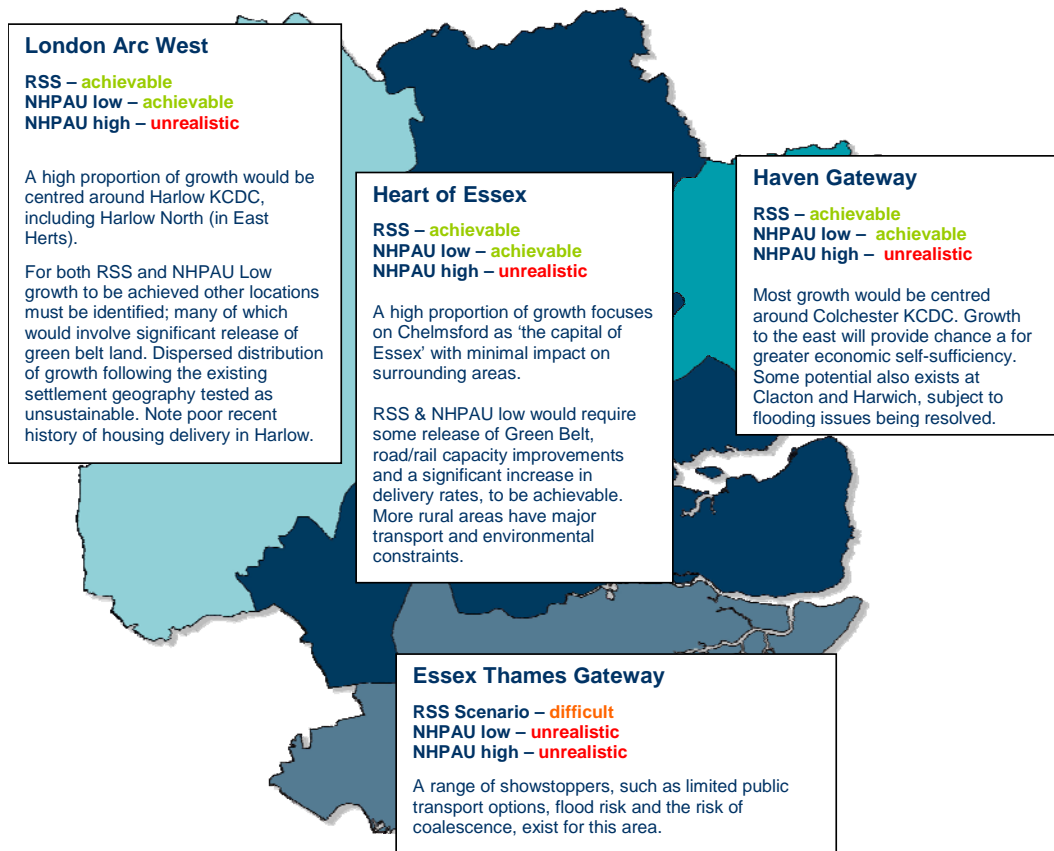 London Arc West
RSS – achievable
NHPAU low – achievable
NHPAU high – unrealistic
A high proportion of growth would be
centred around Harlow KCDC,
including Harlow North (in East
Herts).
For both RSS and NHPAU Low
growth to be achieved other locations
must be identified; many of which
would involve significant release of
green belt land. Dispersed distribution
of growth following the existing
settlement geography tested as
unsustainable. Note poor recent
history of housing delivery in Harlow.
Heart of Essex
RSS – achievable
NHPAU low – achievable
NHPAU high – unrealistic
A high proportion of growth focuses
on Chelmsford as ‘the capital of
Essex’ with minimal impact on
surrounding areas.
RSS & NHPAU low would require
some release of Green Belt,
road/rail capacity improvements
and a significant increase in
delivery rates, to be achievable.
More rural areas have major
transport and environmental
constraints.
Haven Gateway
RSS – achievable
NHPAU low – achievable
NHPAU high – unrealistic
Most growth would be centred
around Colchester KCDC. Growth
to the east will provide chance a for
greater economic self-sufficiency.
Some potential also exists at
Clacton and Harwich, subject to
flooding issues being resolved.
Essex Thames Gateway
RSS Scenario – difficult
NHPAU low – unrealistic
NHPAU high – unrealistic
A range of showstoppers, such as limited public
transport options, flood risk and the risk of
coalescence, exist for this area.